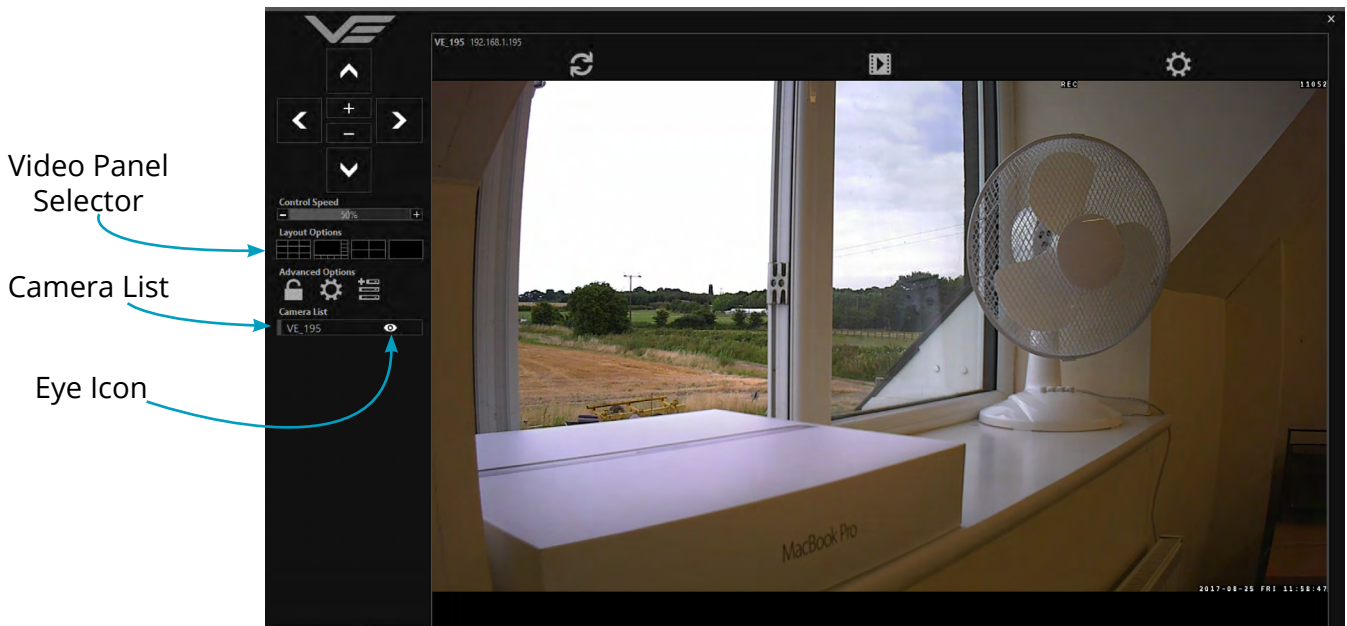 VE
VE_195 192.168.1.195
REC
11052
+
−
Control Speed
− 50% +
Layout Options
Advanced Options
Camera List
VE_195
Video Panel
Selector
Camera List
Eye Icon
MacBook Pro
2017-08-25 FRI 11:58:47